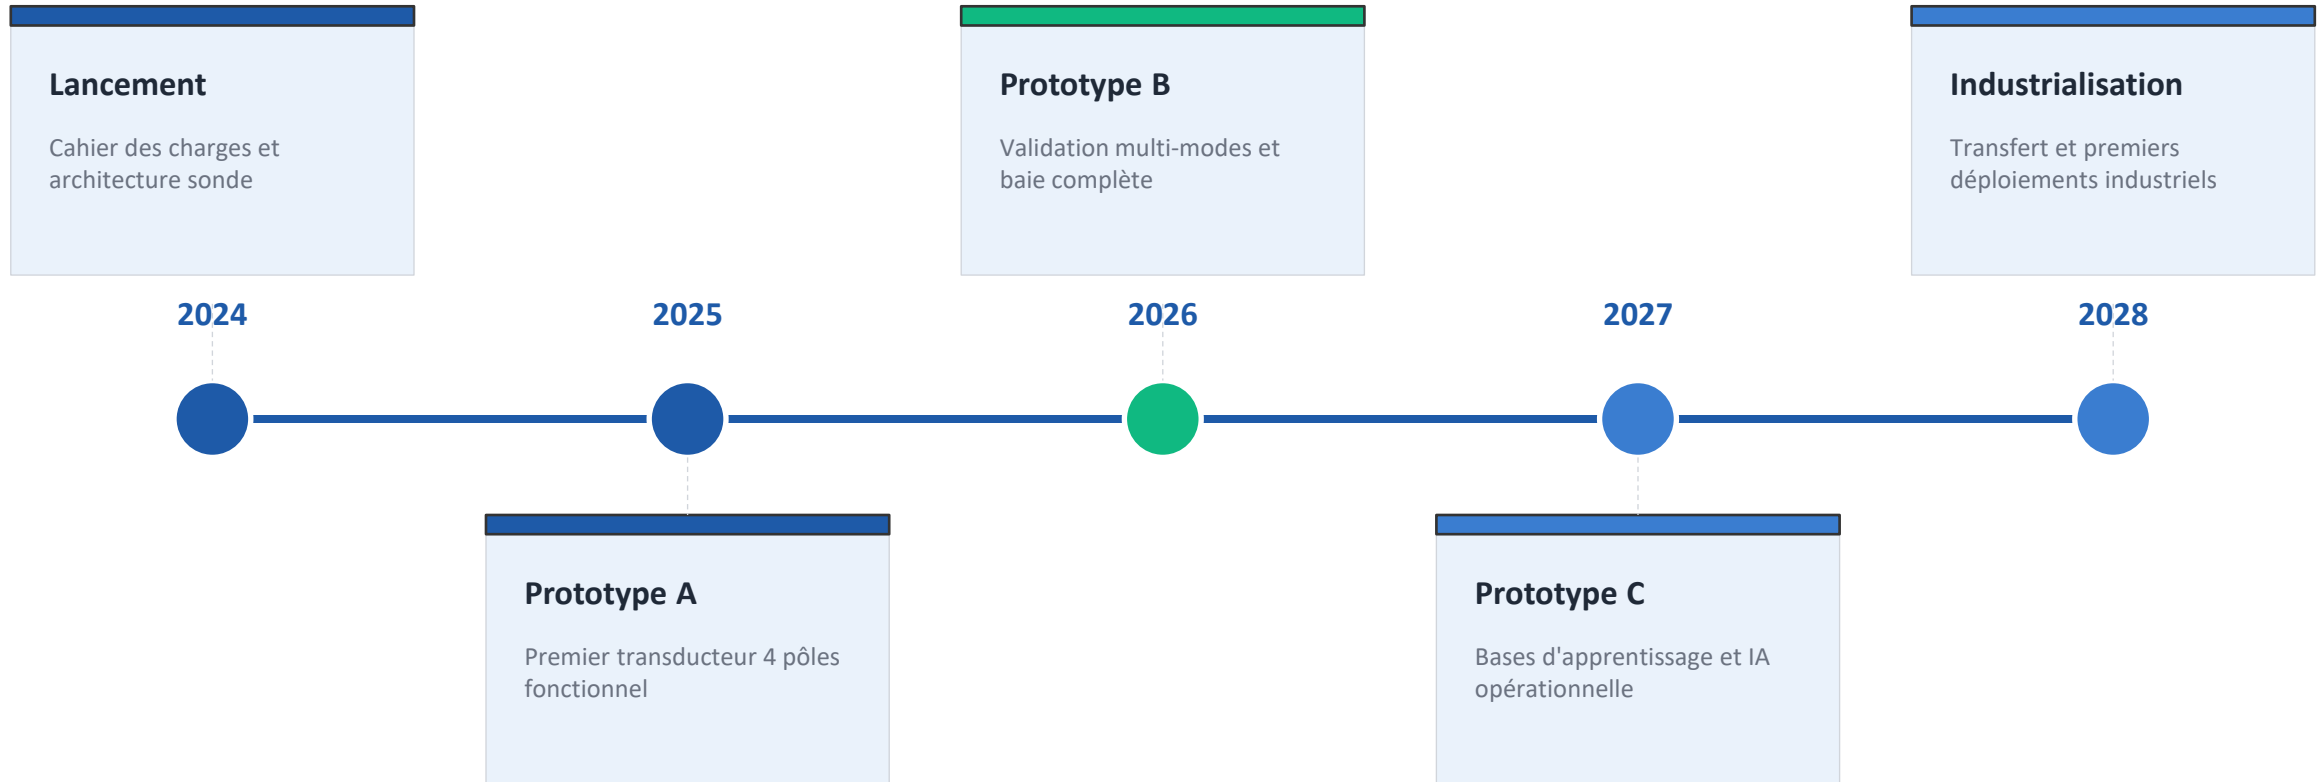 Lancement
Cahier des charges et
architecture sonde
Prototype B
Validation multi-modes et
baie complète
Industrialisation
Transfert et premiers
déploiements industriels
2024
2025
2026
2027
2028
Prototype A
Premier transducteur 4 pôles
fonctionnel
Prototype C
Bases d'apprentissage et IA
opérationnelle